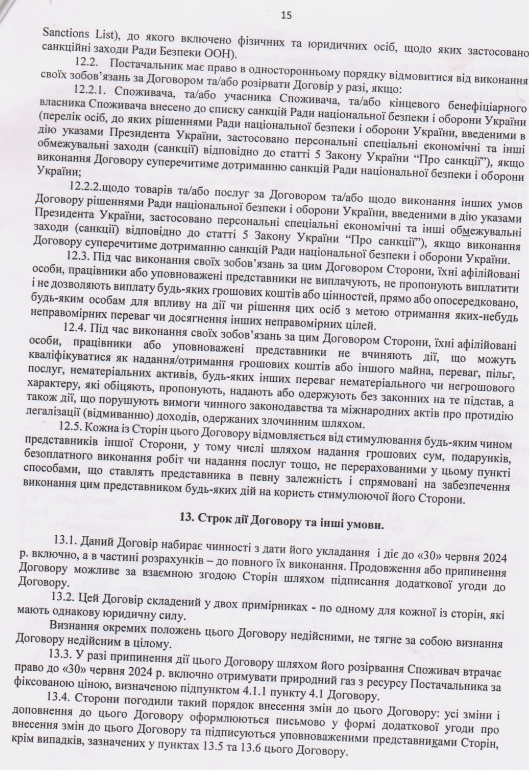 15
Sanctions List), до якого включено фізичних та юридичних осіб, щодо яких застосовано
санкційні заходи Ради Безпеки ООН).
12.2. Постачальник має право в односторонньому порядку відмовитися від виконання
своїх зобов’язань за Договором та/або розірвати Договір у разі, якщо:
12.2.1. Споживача, та/або учасника Споживача, та/або кінцевого бенефіціарного
власника Споживача внесено до списку санкцій Ради національної безпеки і оборони України
(перелік осіб, до яких рішеннями Ради національної безпеки і оборони України, введеними в
дію указами Президента України, застосовано персональні спеціальні економічні та інші
обмежувальні заходи (санкції) відповідно до статті 5 Закону України “Про санкції”), якщо
виконання Договору суперечитиме дотриманню санкцій Ради національної безпеки і оборони
України;
12.2.2.щодо товарів та/або послуг за Договором та/або щодо виконання інших умов
Договору рішеннями Ради національної безпеки і оборони України, введеними в дію указами
Президента України, застосовано персональні спеціальні економічні та інші обмежувальні
заходи (санкції) відповідно до статті 5 Закону України “Про санкції”), якщо виконання
Договору суперечитиме дотриманню санкцій Ради національної безпеки і оборони України.
12.3. Під час виконання своїх зобов’язань за цим Договором Сторони, їхні афілійовані
особи, працівники або уповноважені представники не виплачують, не пропонують виплатити
і не дозволяють виплату будь-яких грошових коштів або цінностей, прямо або опосередковано,
будь-яким особам для впливу на дії чи рішення цих осіб з метою отримання яких-небудь
неправомірних переваг чи досягнення інших неправомірних цілей.
12.4. Під час виконання своїх зобов’язань за цим Договором Сторони, їхні афілійовані
особи, працівники або уповноважені представники не вчиняють дії, що можуть
кваліфікуватися як надання/отримання грошових коштів або іншого майна, переваг, пільг,
послуг, нематеріальних активів, будь-яких інших переваг нематеріального чи негрошового
характеру, які обіцяють, пропонують, надають або одержують без законних на те підстав, а
також дії, що порушують вимоги чинного законодавства та міжнародних актів про протидію
легалізації (відмиванню) доходів, одержаних злочинним шляхом.
12.5. Кожна із Сторін цього Договору відмовляється від стимулювання будь-яким чином
представників іншої Сторони, у тому числі шляхом надання грошових сум, подарунків,
безоплатного виконання робіт чи надання послуг тощо, не перерахованими у цьому пункті
способами, що ставлять представника в певну залежність і спрямовані на забезпечення
виконання цим представником будь-яких дій на користь стимулюючої його Сторони.
13. Строк дії Договору та інші умови.
13.1. Даний Договір набирає чинності з дати його укладання і діє до «30» червня 2024
р. включно, а в частині розрахунків – до повного їх виконання. Продовження або припинення
Договору можливе за взаємною згодою Сторін шляхом підписання додаткової угоди до
Договору.
13.2. Цей Договір складений у двох примірниках - по одному для кожної із сторін, які
мають однакову юридичну силу.
Визнання окремих положень цього Договору недійсними, не тягне за собою визнання
Договору недійсним в цілому.
13.3. У разі припинення дії цього Договору шляхом його розірвання Споживач втрачає
право до «30» червня 2024 р. включно отримувати природний газ з ресурсу Постачальника за
фіксованою ціною, визначеною підпунктом 4.1.1 пункту 4.1 Договору.
13.4. Сторони погодили такий порядок внесення змін до цього Договору: усі зміни і
доповнення до цього Договору оформлюються письмово у формі додаткової угоди про
внесення змін до цього Договору та підписуються уповноваженими представниками Сторін,
крім випадків, зазначених у пунктах 13.5 та 13.6 цього Договору.